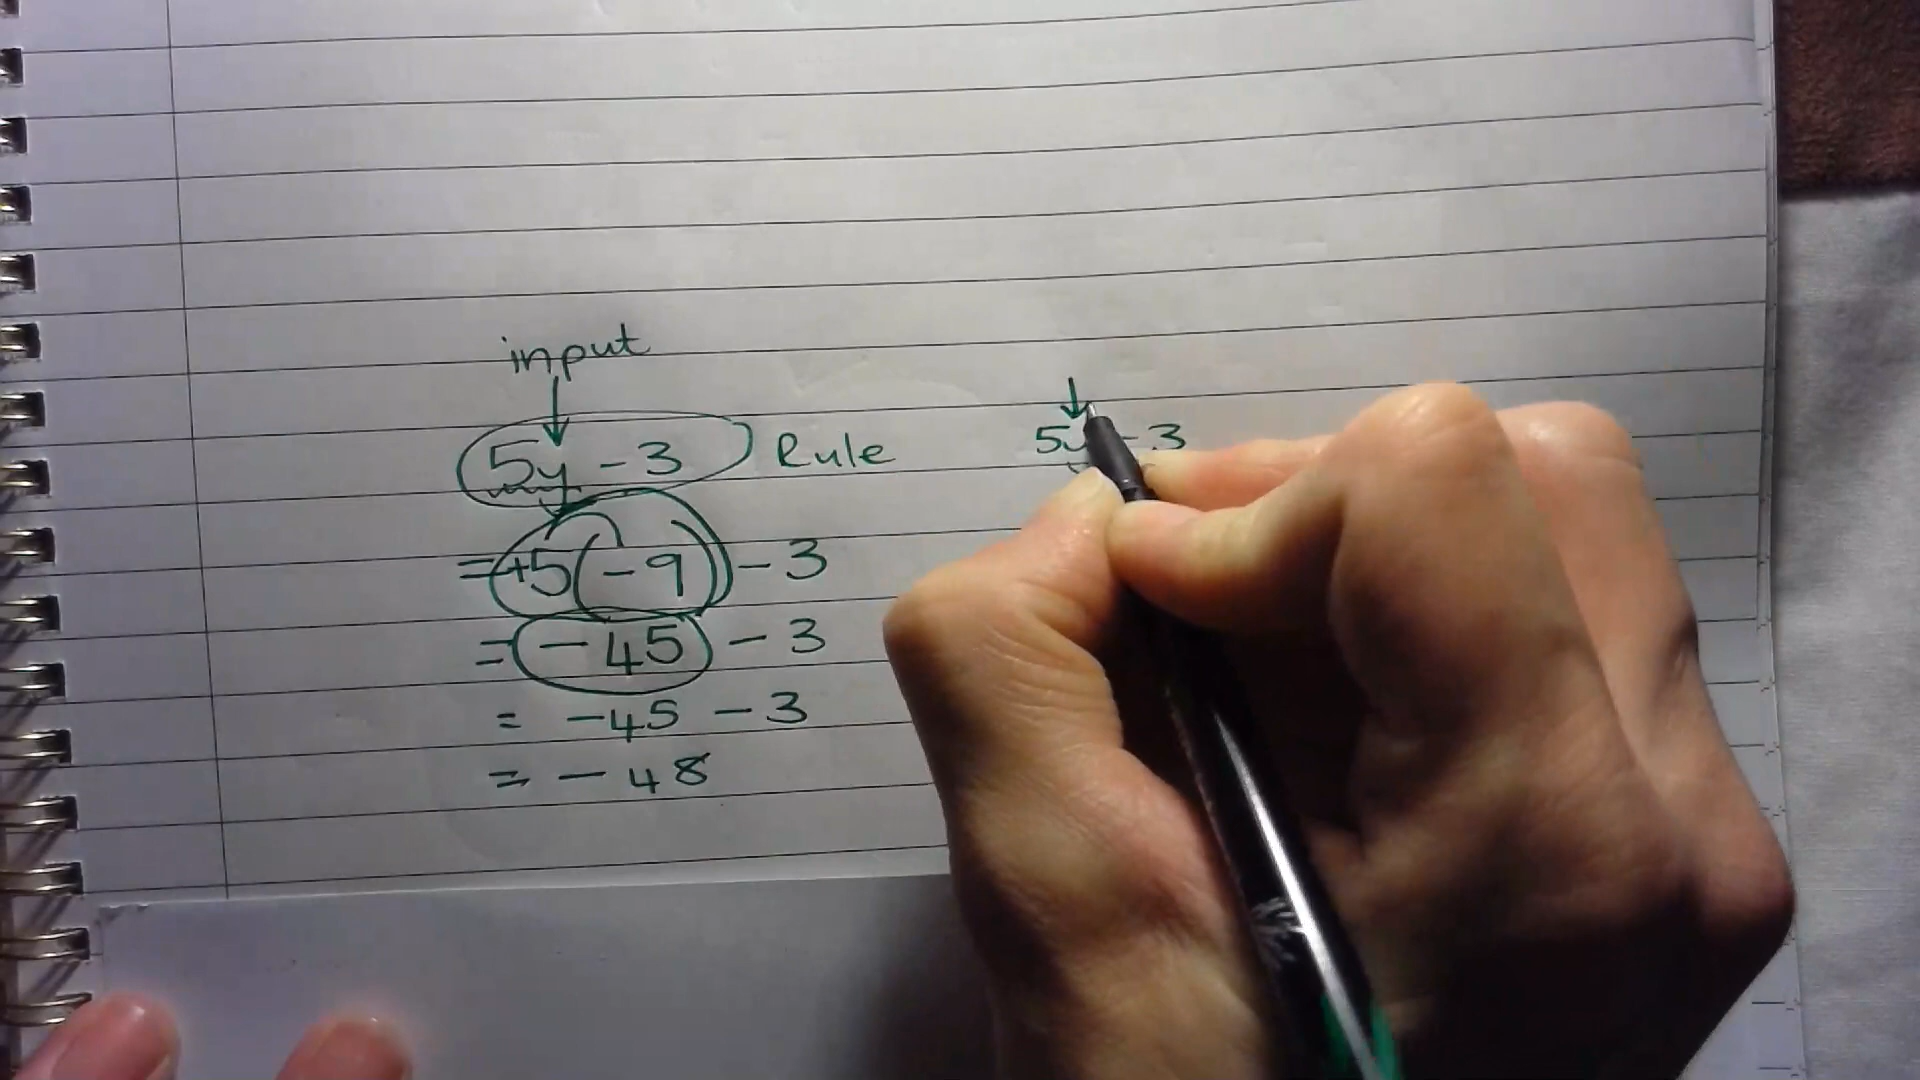 input
5y - 3 Rule
= +5(-9) - 3
= -45 - 3
= -45 - 3
= -48
5y - 3